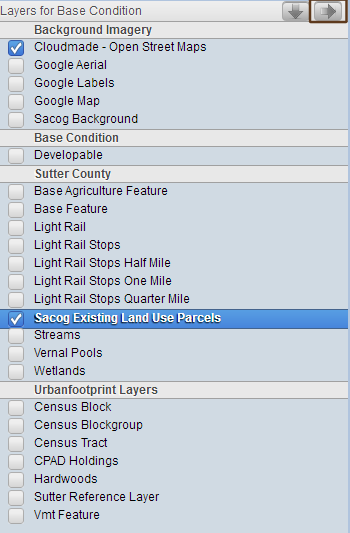 Layers for Base Condition
Background Imagery
Cloudmade - Open Street Maps
Google Aerial
Google Labels
Google Map
Sacog Background
Base Condition
Developable
Sutter County
Base Agriculture Feature
Base Feature
Light Rail
Light Rail Stops
Light Rail Stops Half Mile
Light Rail Stops One Mile
Light Rail Stops Quarter Mile
Sacog Existing Land Use Parcels
Streams
Vernal Pools
Wetlands
Urbanfootprint Layers
Census Block
Census Blockgroup
Census Tract
CPAD Holdings
Hardwoods
Sutter Reference Layer
Vmt Feature